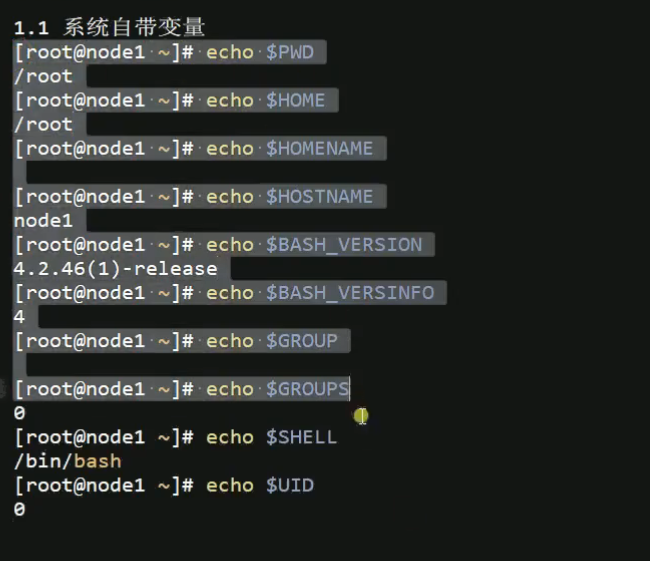 1.1 系统自带变量
[root@node1 ~]# echo $PWD
/root
[root@node1 ~]# echo $HOME
/root
[root@node1 ~]# echo $HOMENAME
[root@node1 ~]# echo $HOSTNAME
node1
[root@node1 ~]# echo $BASH_VERSION
4.2.46(1)-release
[root@node1 ~]# echo $BASH_VERSINFO
4
[root@node1 ~]# echo $GROUP
[root@node1 ~]# echo $GROUPS
0
[root@node1 ~]# echo $SHELL
/bin/bash
[root@node1 ~]# echo $UID
0